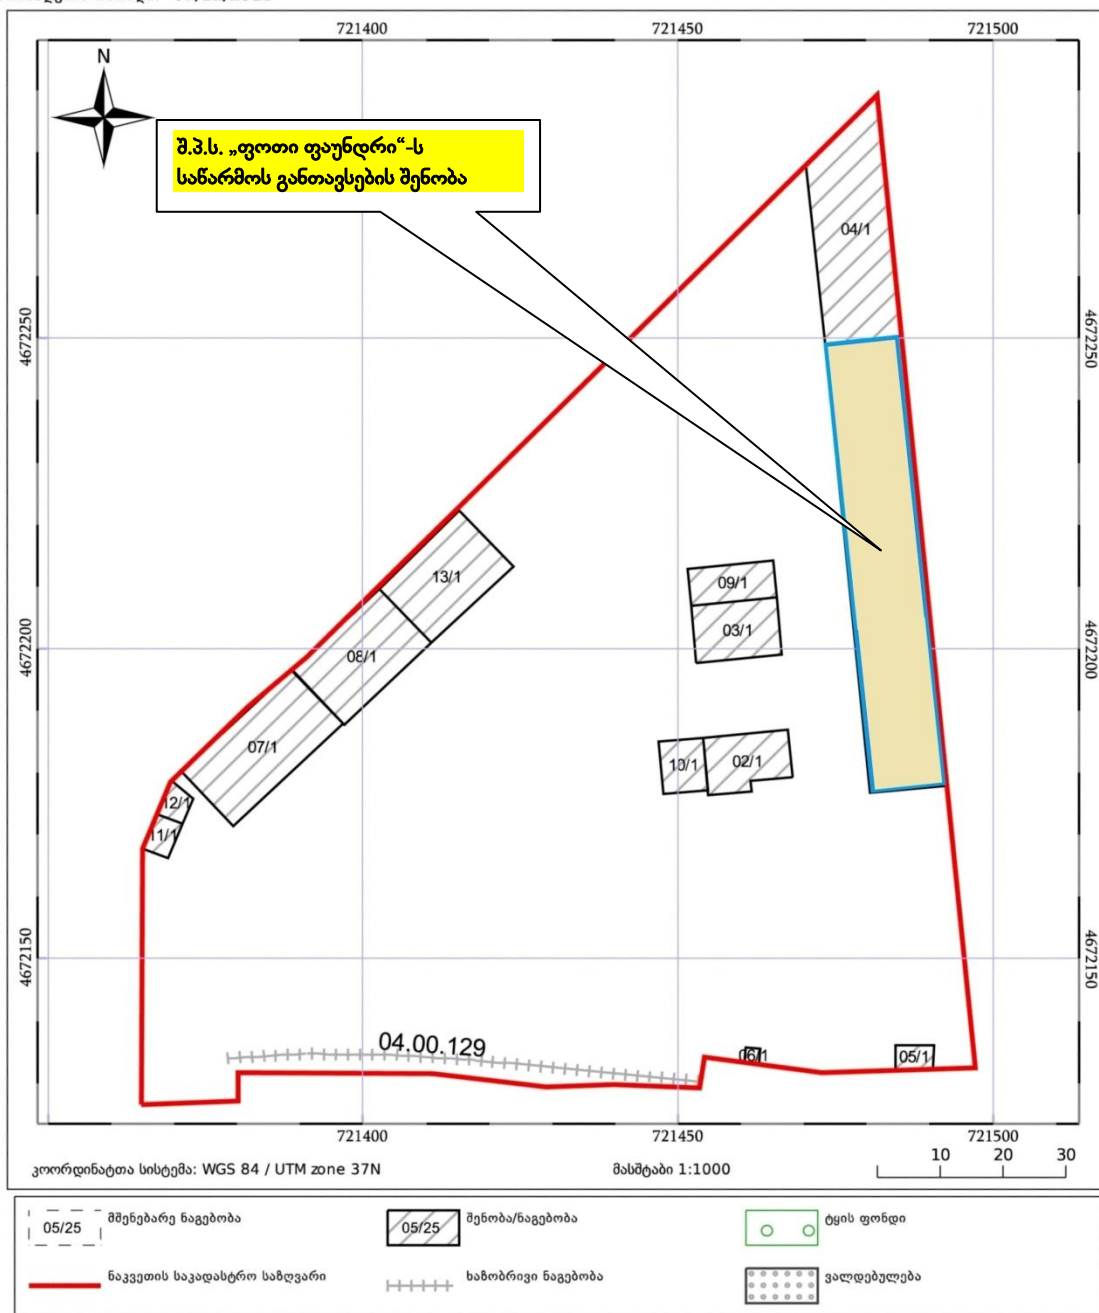 721400 721450 721500
N
შ.პ.ს. „ფოთი ფაუნდრი“-ს
საწარმოს განთავსების შენობა
04/1
4672250 4672250
13/1
09/1
03/1
08/1
4672200 4672200
07/1
10/1 02/1
12/1
11/1
4672150 4672150
04.00.129
06/1 05/1
721400 721450 721500
კოორდინატთა სისტემა: WGS 84 / UTM zone 37N
მასშტაბი 1:1000
10 20 30
05/25 მშენებარე ნაგებობა
05/25 შენობა/ნაგებობა
ტყის ფონდი
ნაკვეთის საკადასტრო საზღვარი
ხაზობრივი ნაგებობა
ვალდებულება